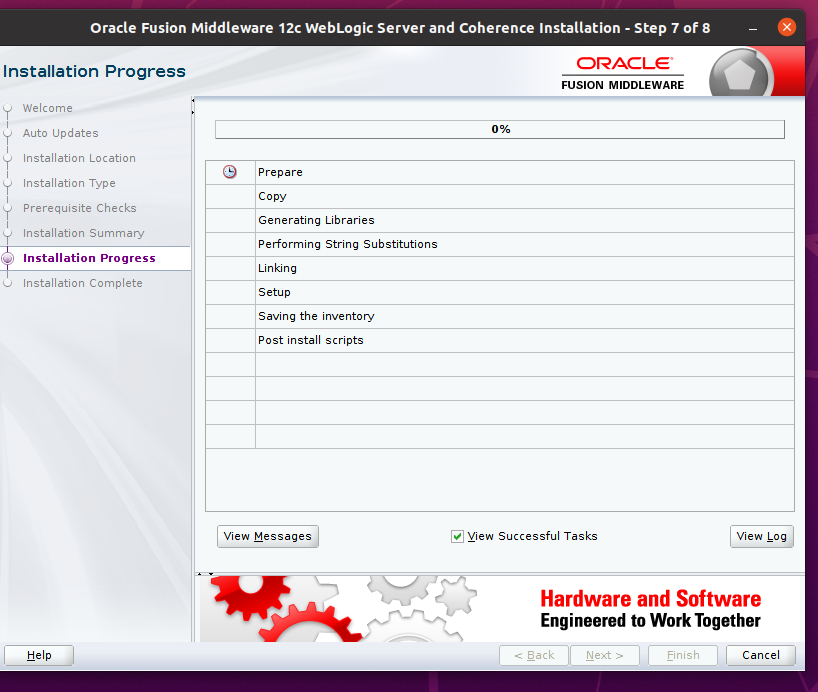 Oracle Fusion Middleware 12c WebLogic Server and Coherence Installation - Step 7 of 8
Installation Progress
ORACLE
FUSION MIDDLEWARE
Welcome
Auto Updates
Installation Location
Installation Type
Prerequisite Checks
Installation Summary
Installation Progress
Installation Complete
0%
Prepare
Copy
Generating Libraries
Performing String Substitutions
Linking
Setup
Saving the inventory
Post install scripts
View Messages
View Successful Tasks
View Log
Hardware and Software
Engineered to Work Together
Help
< Back
Next >
Finish
Cancel